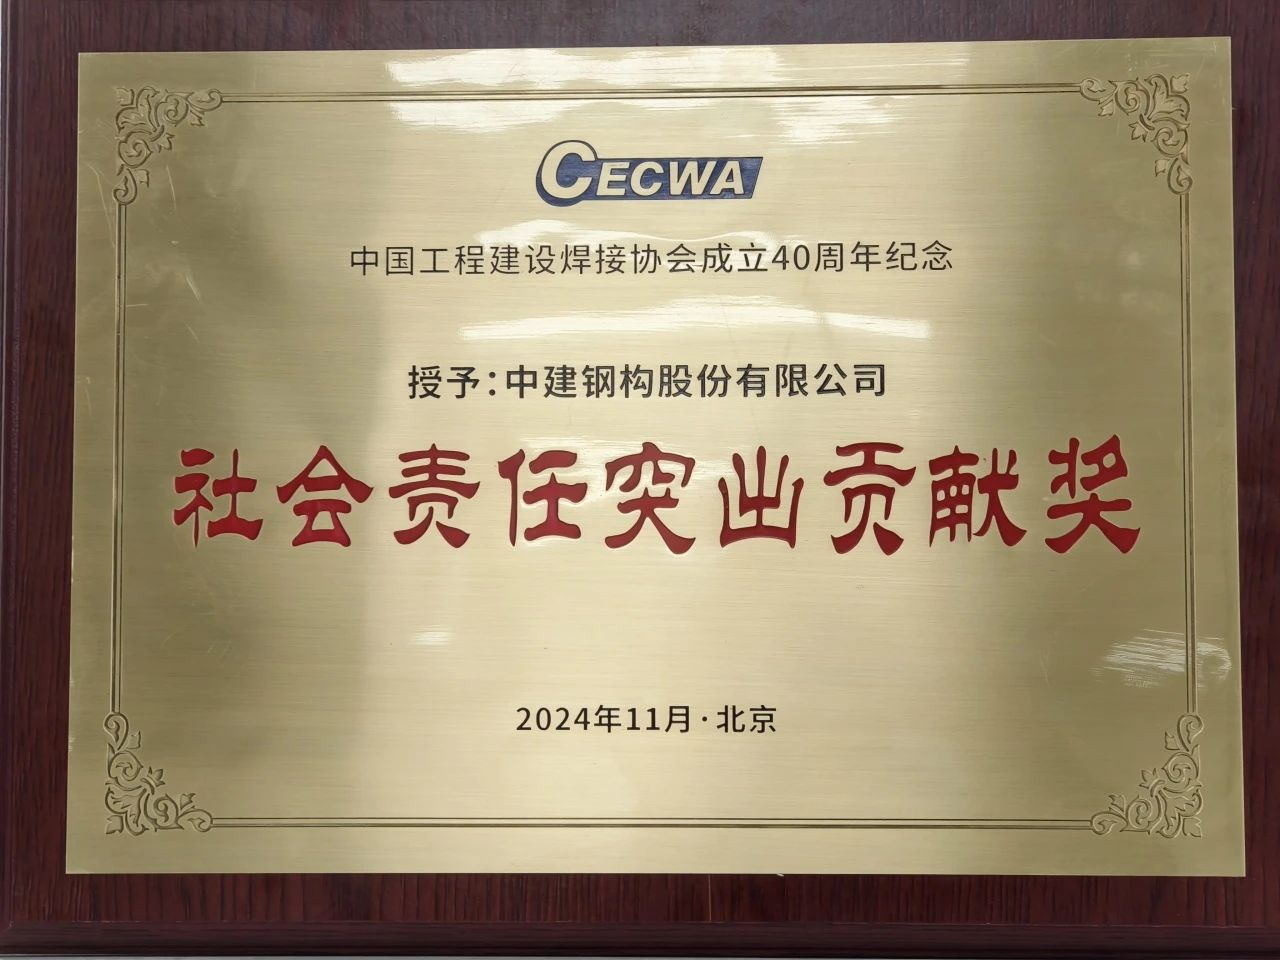 CECWA
中国工程建设焊接协会成立40周年纪念
授予：中建钢构股份有限公司
社会责任突出贡献奖
2024年11月·北京